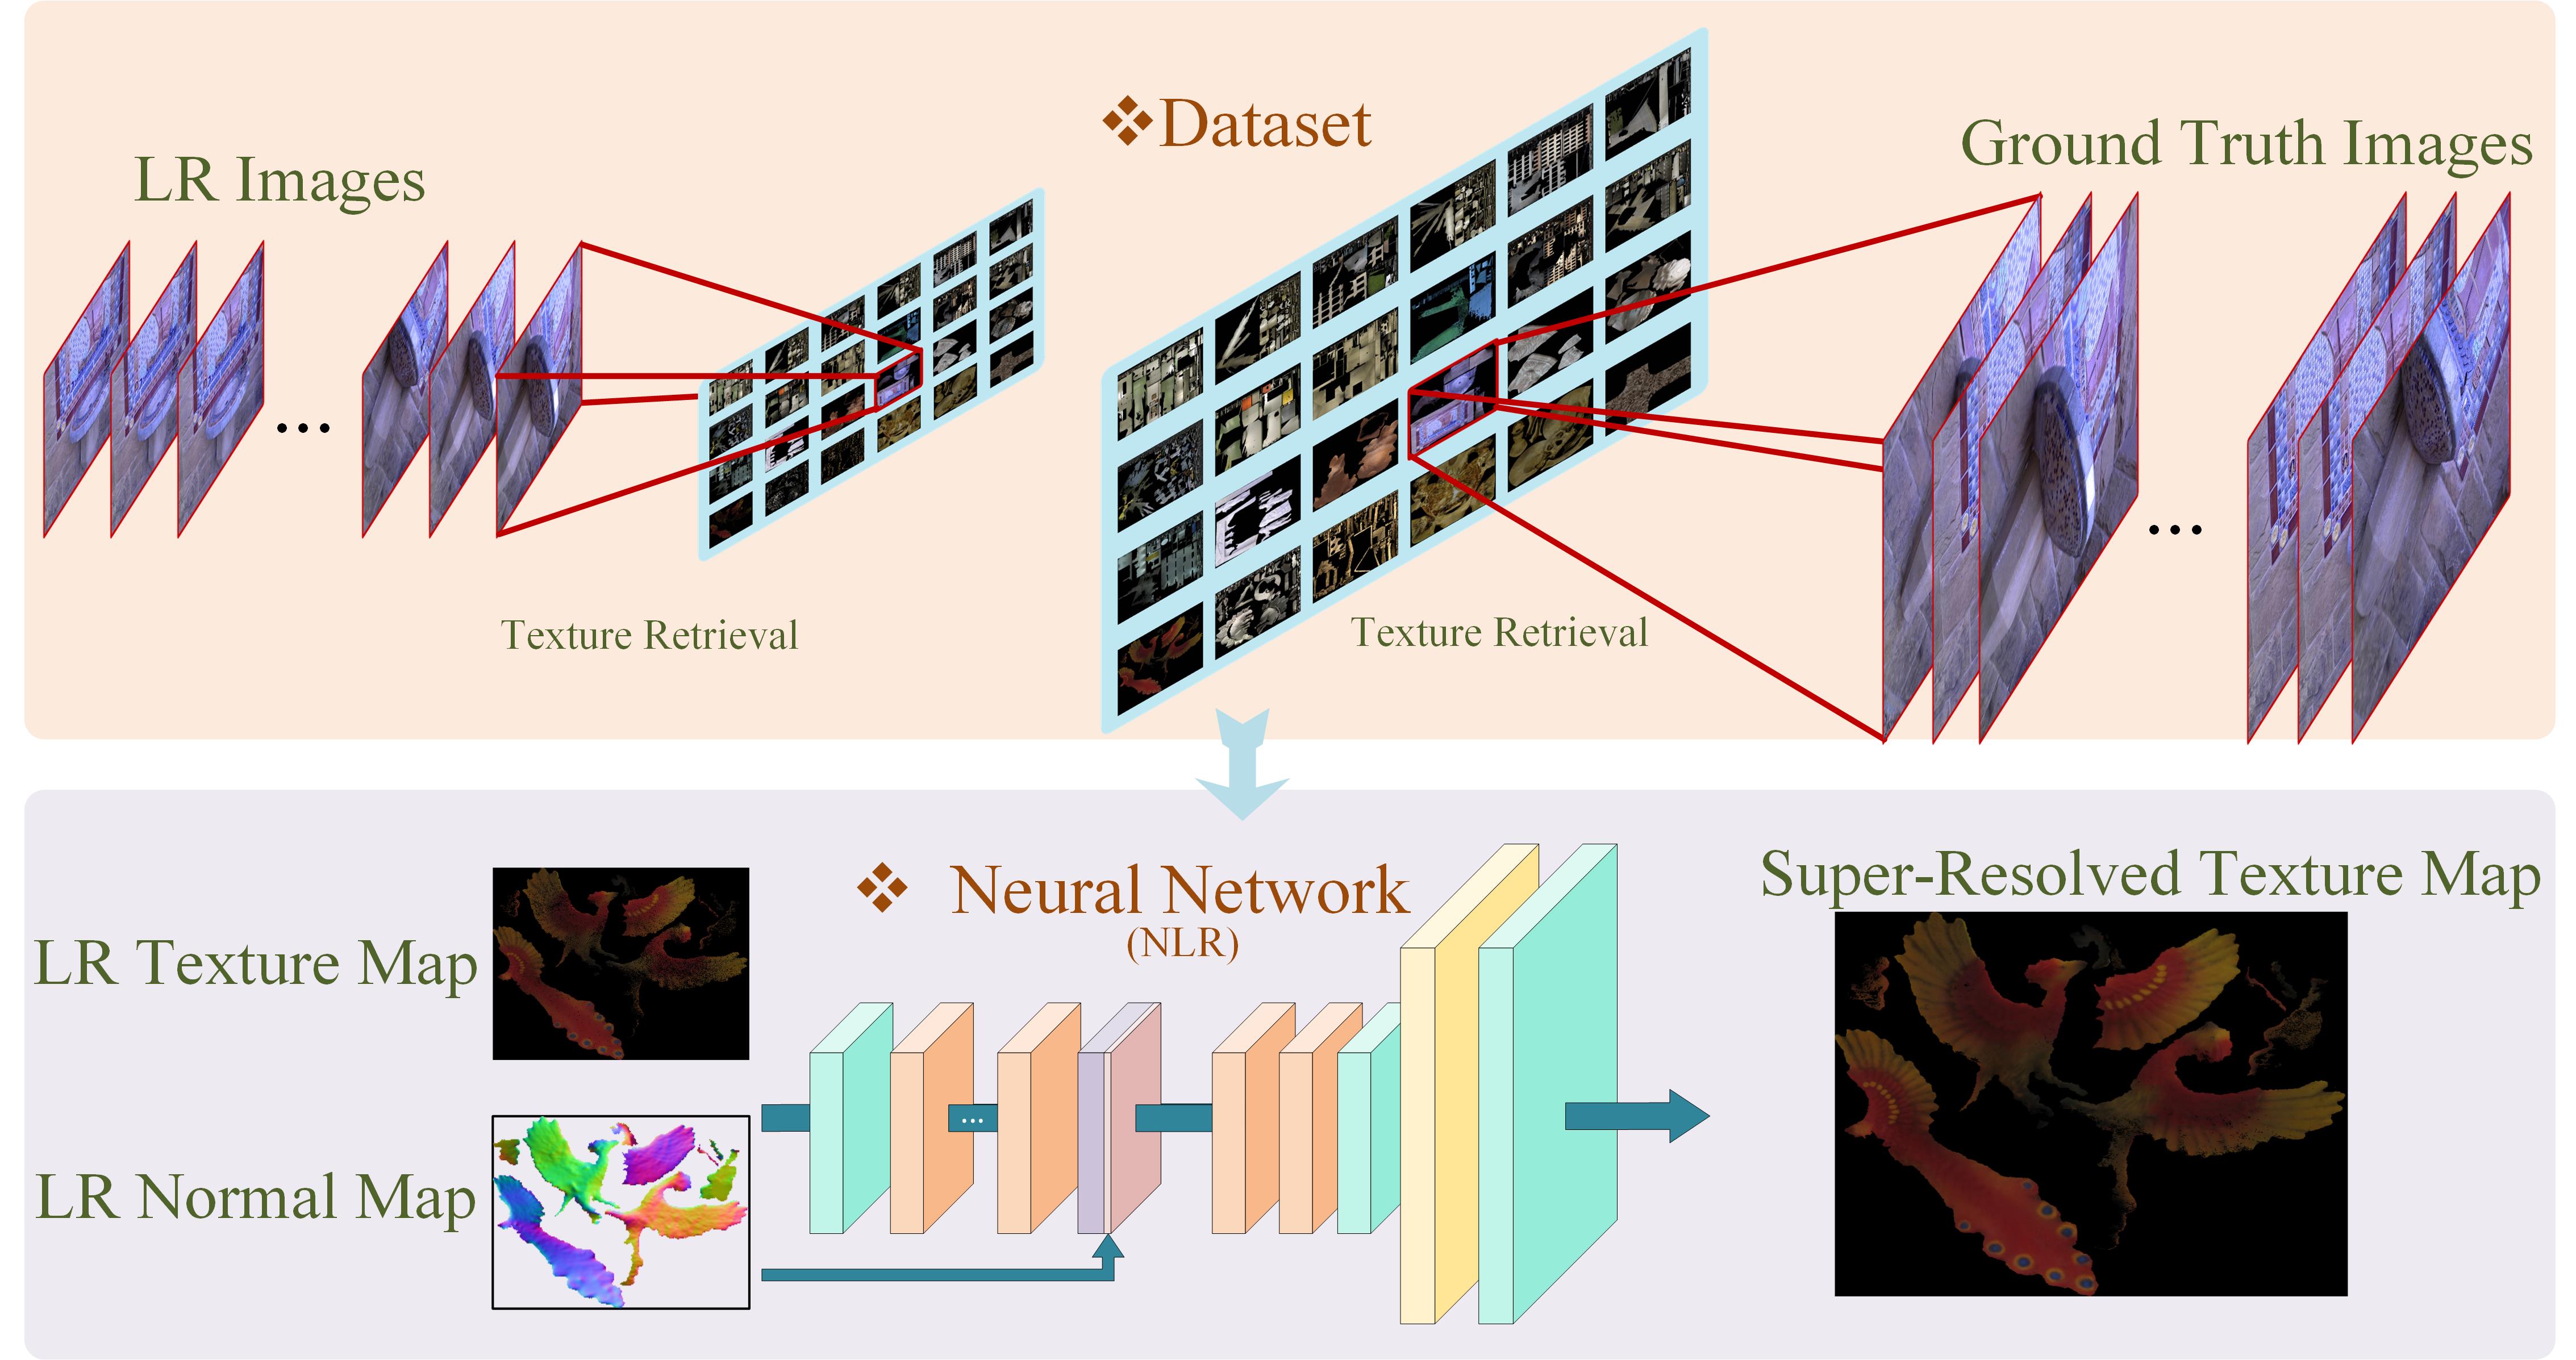 ❖Dataset
LR Images
Ground Truth Images
...
...
Texture Retrieval
Texture Retrieval
❖ Neural Network
(NLR)
Super-Resolved Texture Map
LR Texture Map
...
LR Normal Map